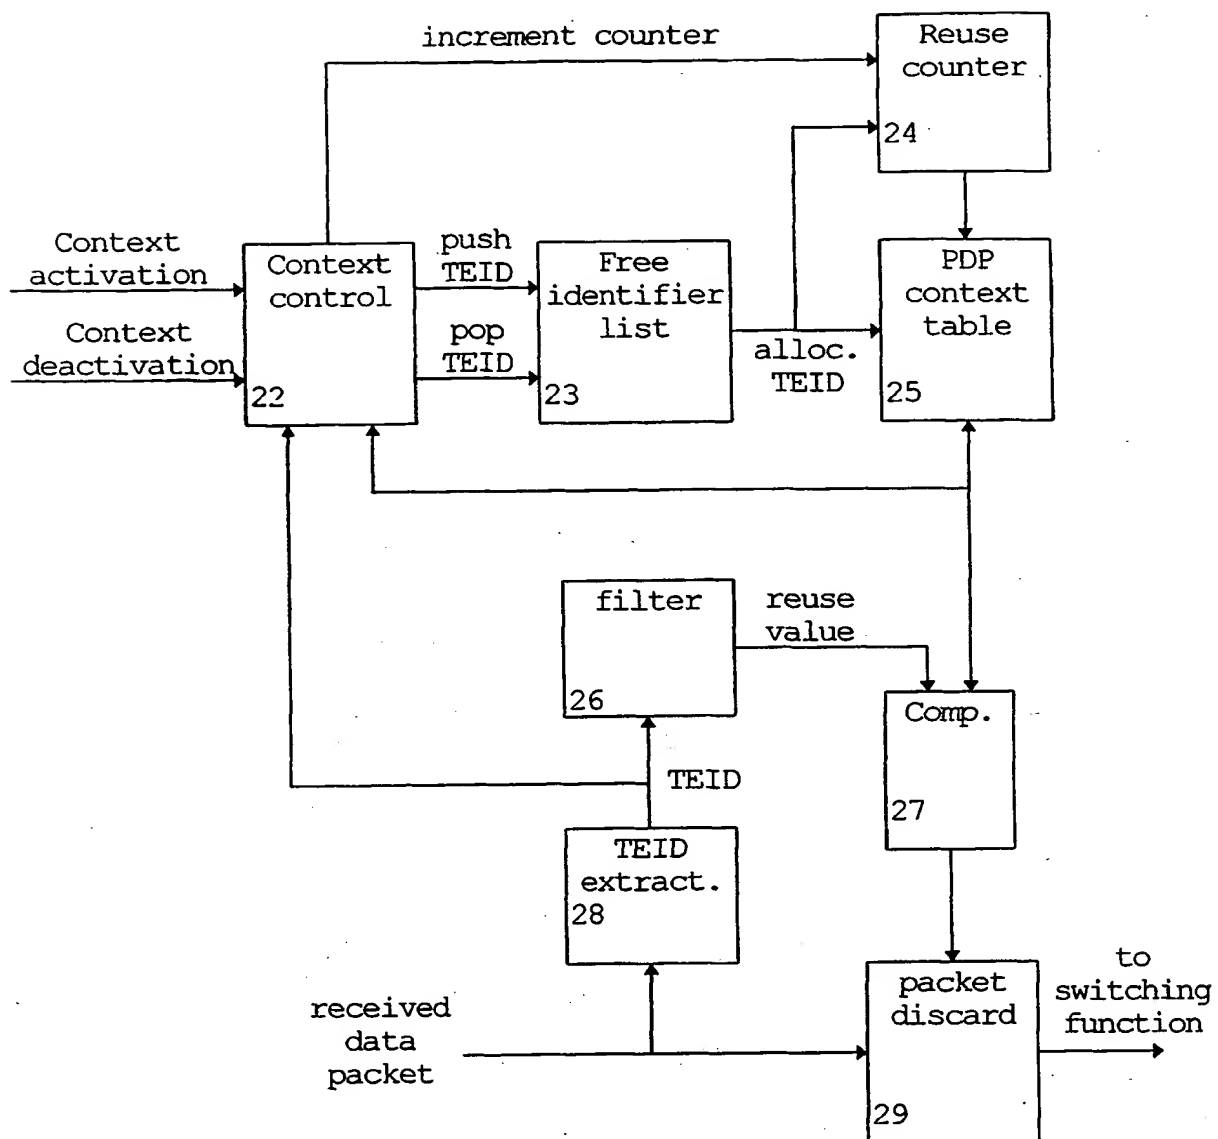 increment counter
Reuse
counter
24
Context
activation
Context
deactivation
Context
control
22
push
TEID
pop
TEID
Free
identifier
list
23
alloc.
TEID
PDP
context
table
25
filter
26
reuse
value
Comp.
27
TEID
TEID
extract.
28
received
data
packet
packet
discard
29
to
switching
function